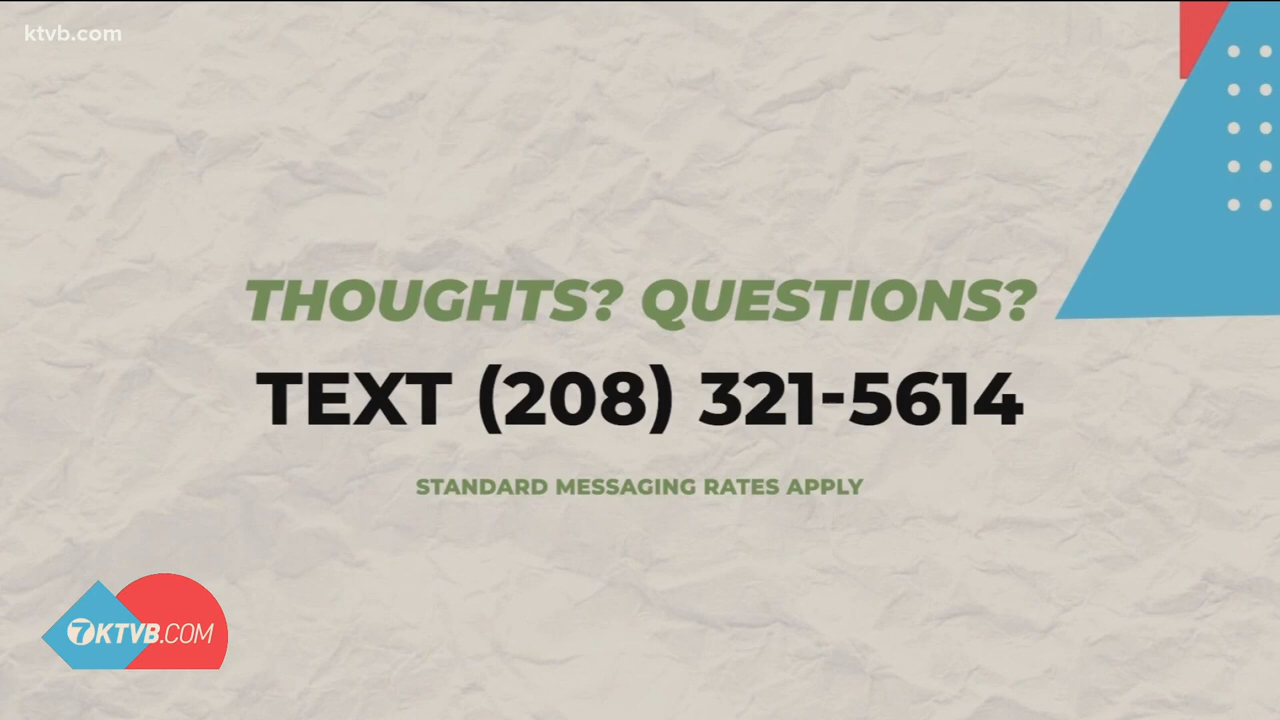 ktvb.com
THOUGHTS? QUESTIONS?
TEXT (208) 321-5614
STANDARD MESSAGING RATES APPLY
7KTVB.COM